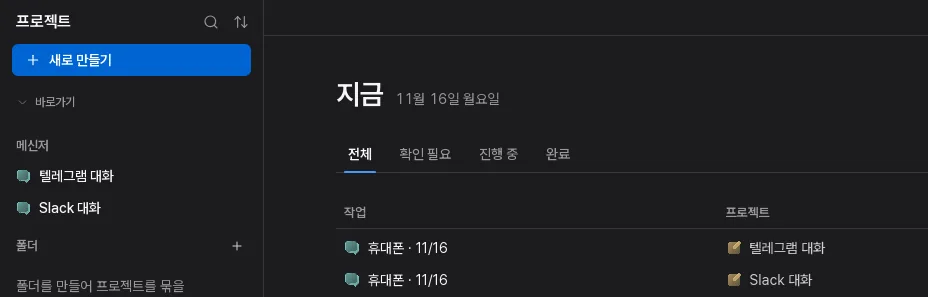 프로젝트
새로 만들기
바로가기
메신저
텔레그램 대화
Slack 대화
폴더
폴더를 만들어 프로젝트를 묶을
지금 11월 16일 월요일
전체 확인 필요 진행 중 완료
작업 프로젝트
휴대폰 · 11/16 텔레그램 대화
휴대폰 · 11/16 Slack 대화